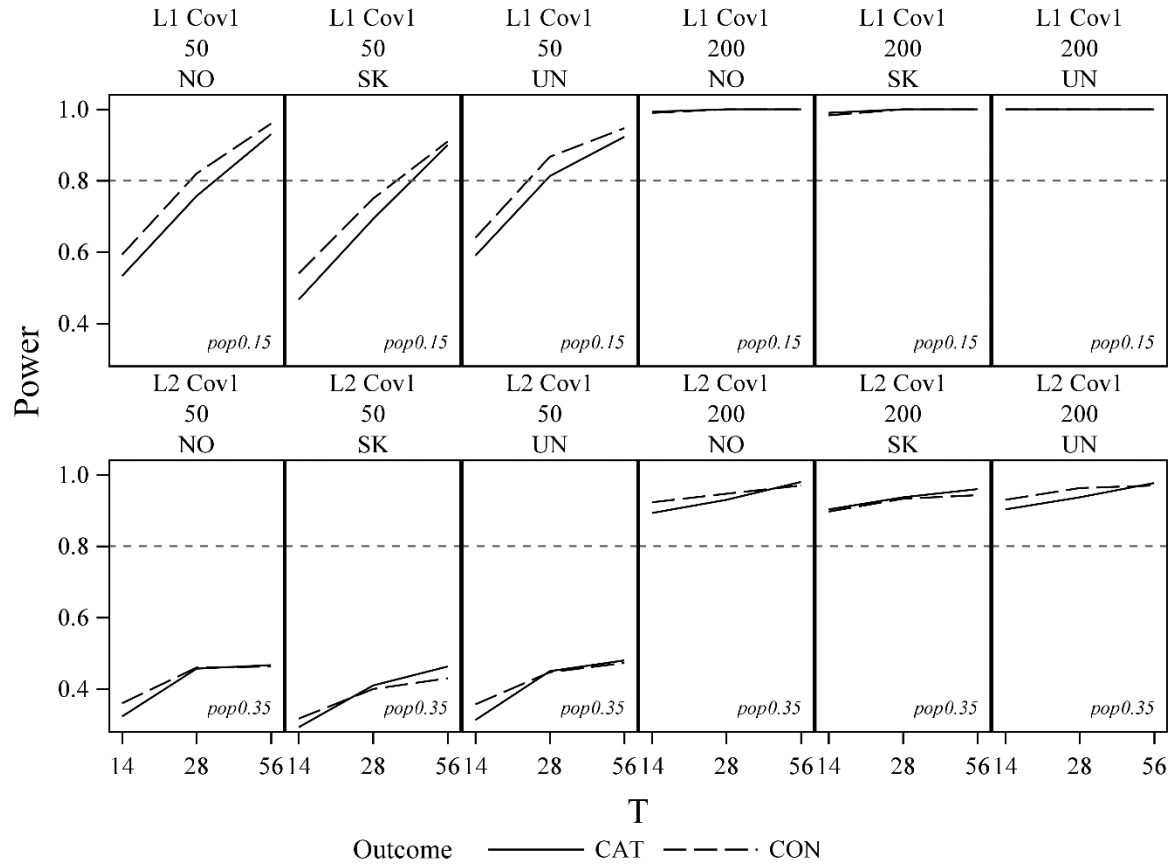 L1 Cov1 L1 Cov1 L1 Cov1 L1 Cov1 L1 Cov1 L1 Cov1
50 50 50 200 200 200
NO SK UN NO SK UN
1.0
0.8
0.6
0.4
pop0.15 pop0.15 pop0.15 pop0.15 pop0.15 pop0.15
Power
L2 Cov1 L2 Cov1 L2 Cov1 L2 Cov1 L2 Cov1 L2 Cov1
50 50 50 200 200 200
NO SK UN NO SK UN
1.0
0.8
0.6
0.4
pop0.35 pop0.35 pop0.35 pop0.35 pop0.35 pop0.35
14 28 56 14 28 56 14 28 56 14 28 56 14 28 56 14 28 56
T
Outcome CAT CON